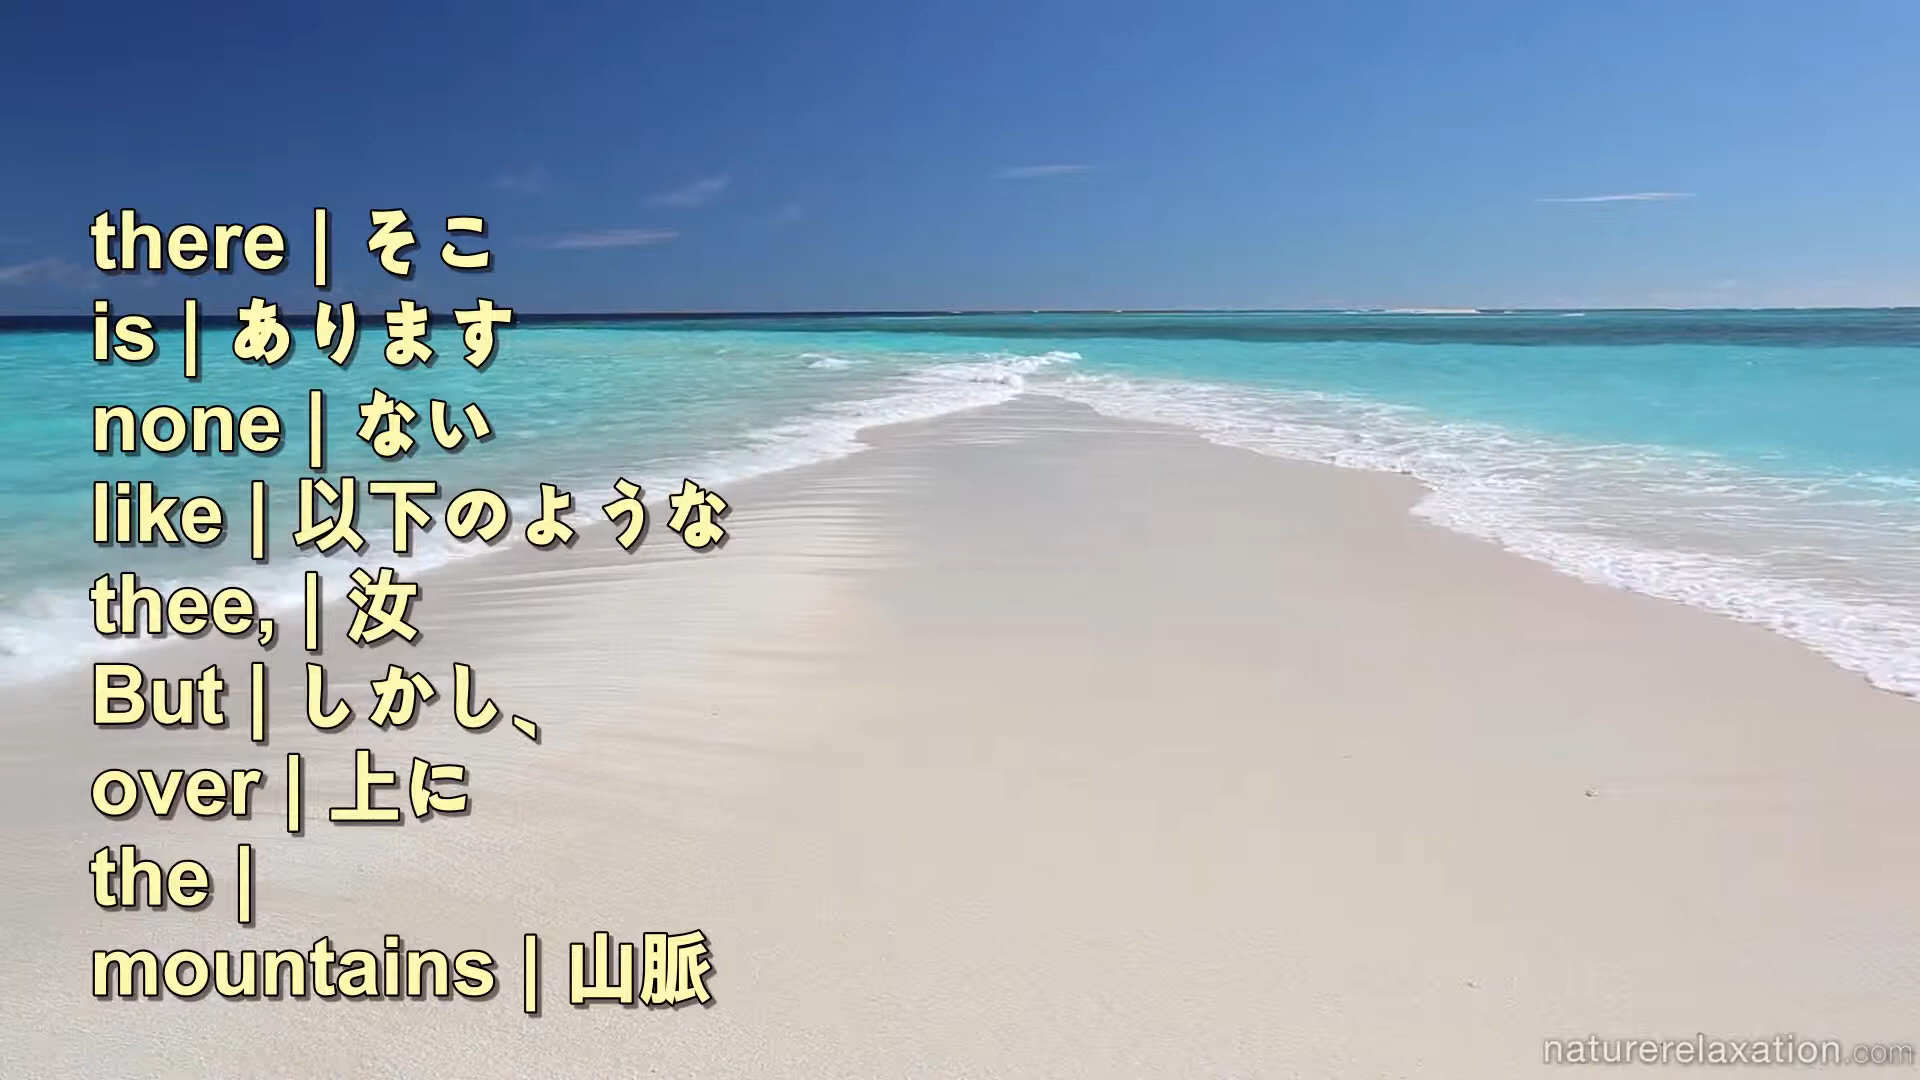 there | そこ
is | あります
none | ない
like | 以下のような
thee, | 汝
But | しかし、
over | 上に
the |
mountains | 山脈
naturerelaxation.com